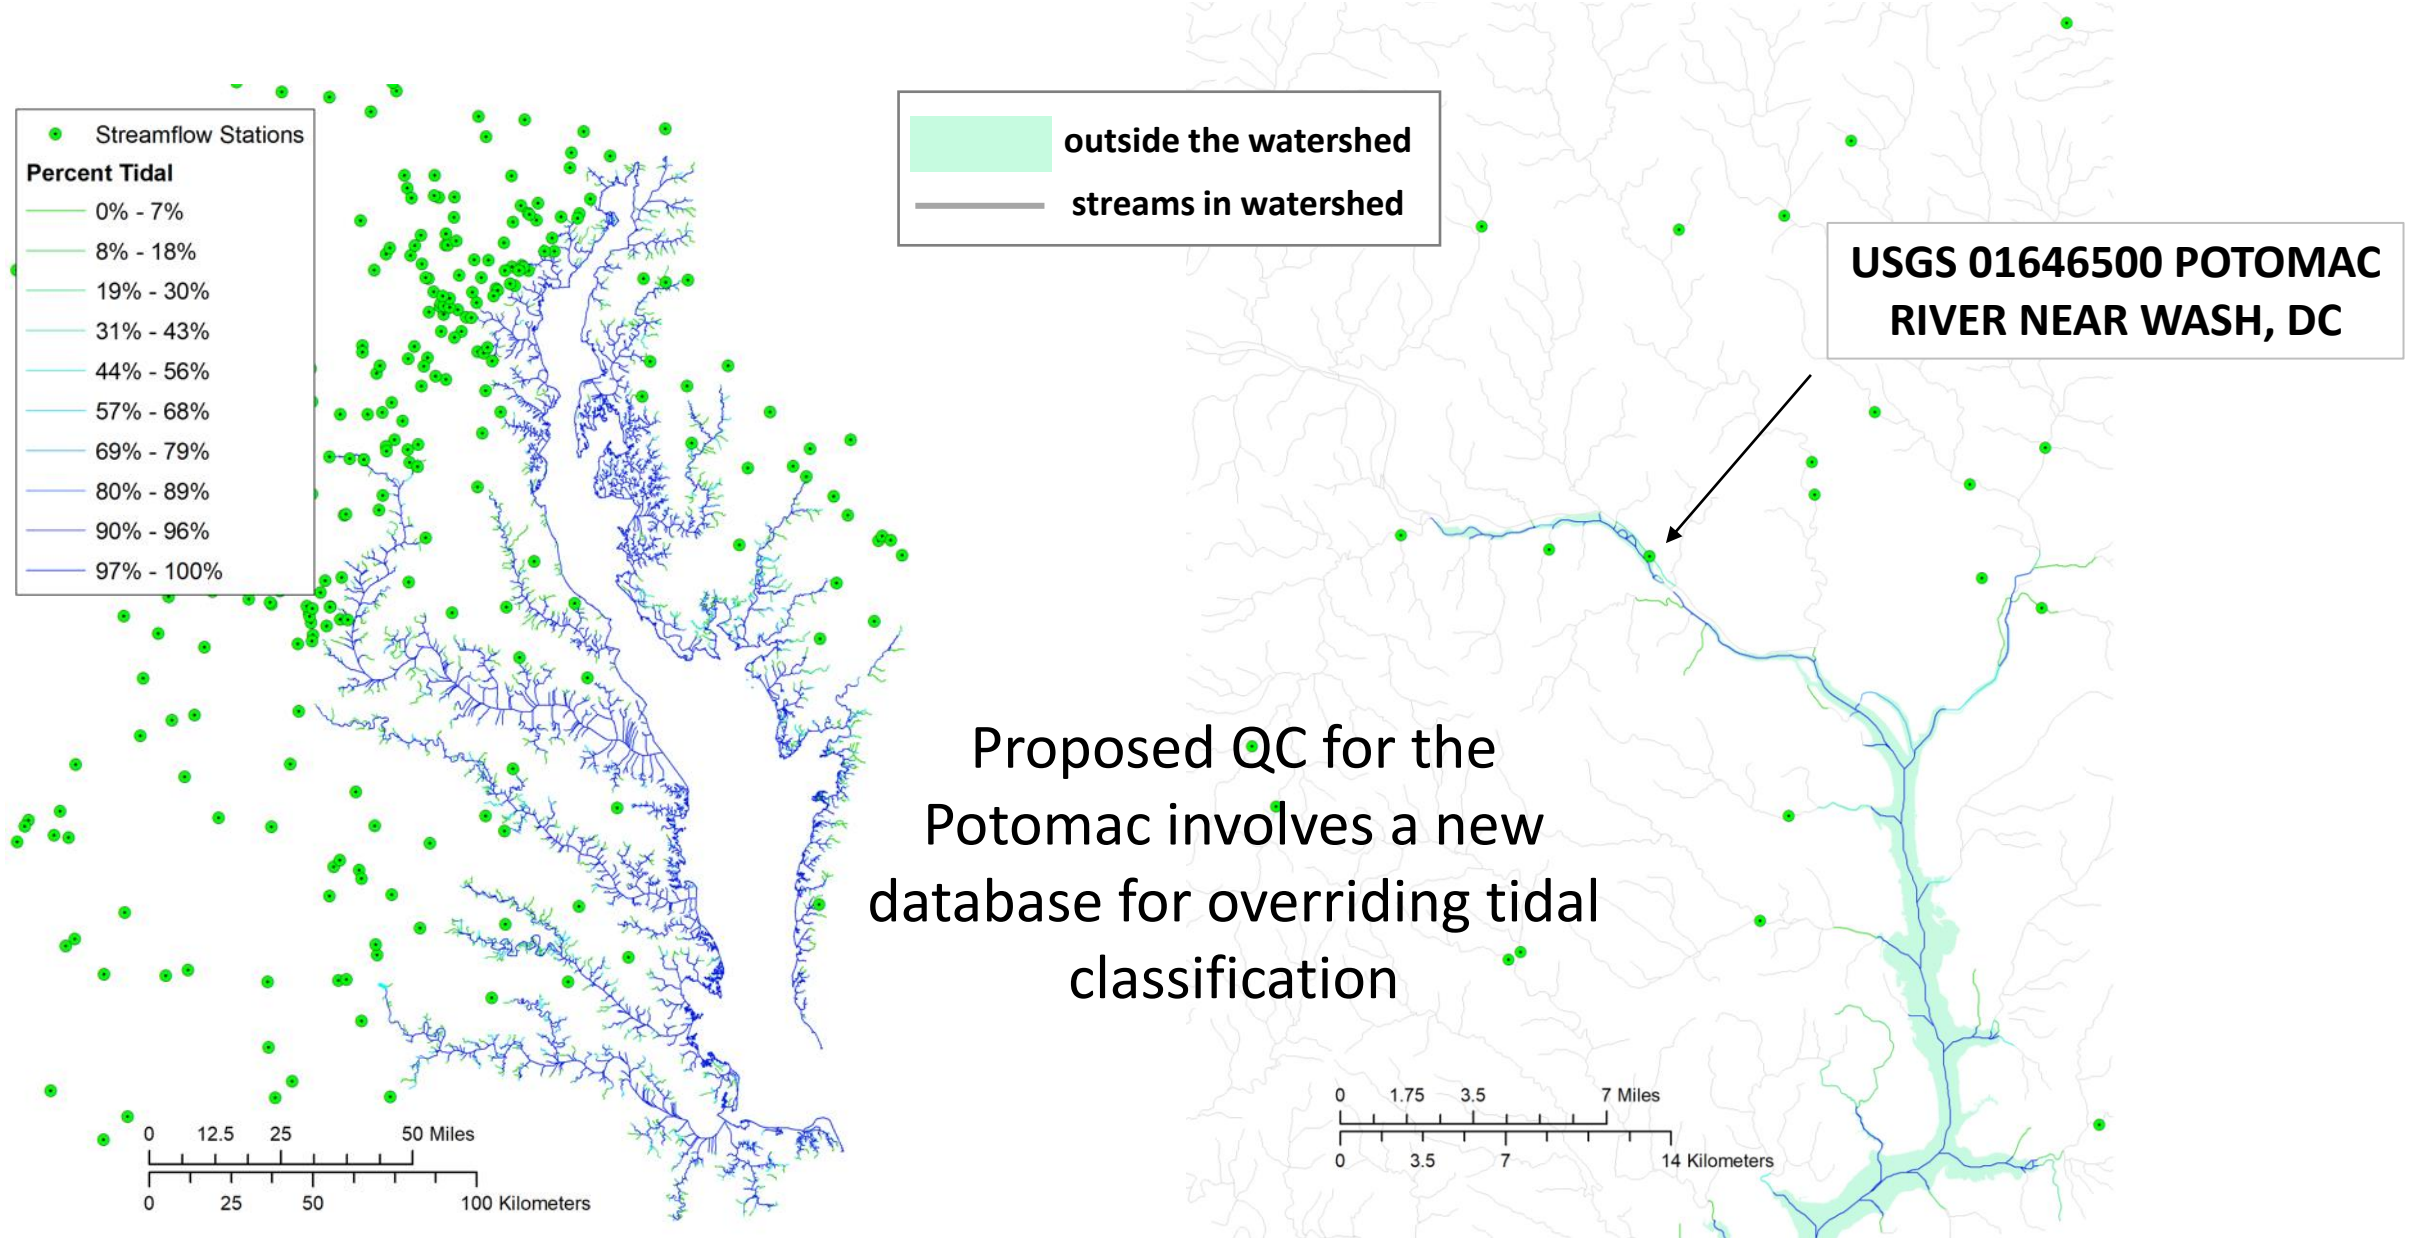 Streamflow Stations
Percent Tidal
0% - 7%
8% - 18%
19% - 30%
31% - 43%
44% - 56%
57% - 68%
69% - 79%
80% - 89%
90% - 96%
97% - 100%
0 12.5 25 50 Miles
0 25 50 100 Kilometers
outside the watershed
streams in watershed
USGS 01646500 POTOMAC
RIVER NEAR WASH, DC
Proposed QC for the
Potomac involves a new
database for overriding tidal
classification
0 1.75 3.5 7 Miles
0 3.5 7 14 Kilometers